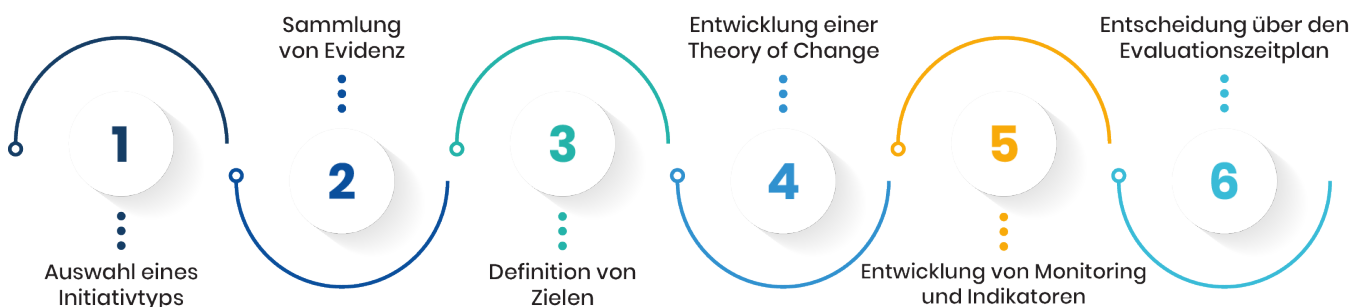 1
Auswahl eines
Initiativtyps
Sammlung
von Evidenz
2
3
Definition von
Zielen
Entwicklung einer
Theory of Change
4
5
Entwicklung von Monitoring
und Indikatoren
Entscheidung über den
Evaluationszeitplan
6